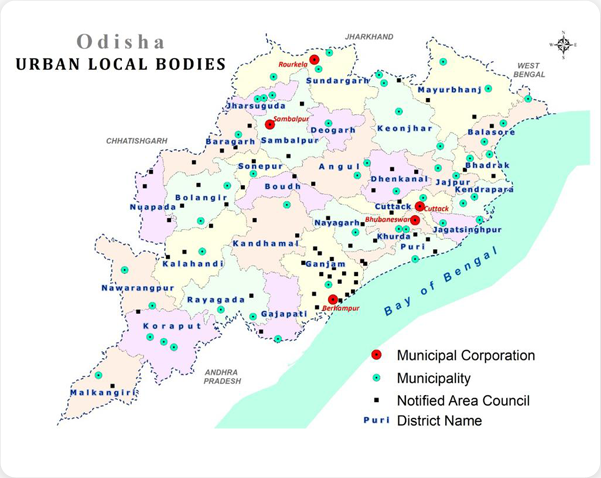 Odisha
URBAN LOCAL BODIES
JHARKHAND
WEST
BENGAL
Rourkela
Sundargarh
Mayurbhanj
Jharsuguda
Sambalpur
Deogarh
Keonjhar
Balasore
Baragarh
Sambalpur
Bhadrak
CHHATISHGARH
Sonepur
Angul
Dhenkanal
Jajpur
Kendrapara
Boudh
Bolangir
Nuapada
Cuttack
Cuttack
Bhubaneswar
Nayagarh
Jagatsinghpur
Khurda
Puri
Kandhamal
Kalahandi
Ganjam
Bay of Bengal
Nawarangpur
Rayagada
Berhampur
Gajapati
Koraput
Malkangiri
ANDHRA
PRADESH
Municipal Corporation
Municipality
Notified Area Council
Puri District Name
N
E
S
W